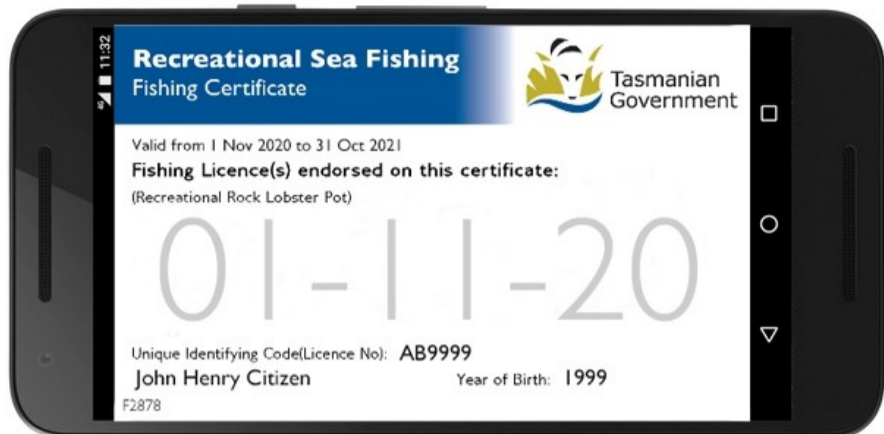 11:32
4G
Recreational Sea Fishing
Fishing Certificate
Tasmanian
Government
Valid from 1 Nov 2020 to 31 Oct 2021
Fishing Licence(s) endorsed on this certificate:
(Recreational Rock Lobster Pot)
01-11-20
Unique Identifying Code(Licence No): AB9999
John Henry Citizen Year of Birth: 1999
F2878